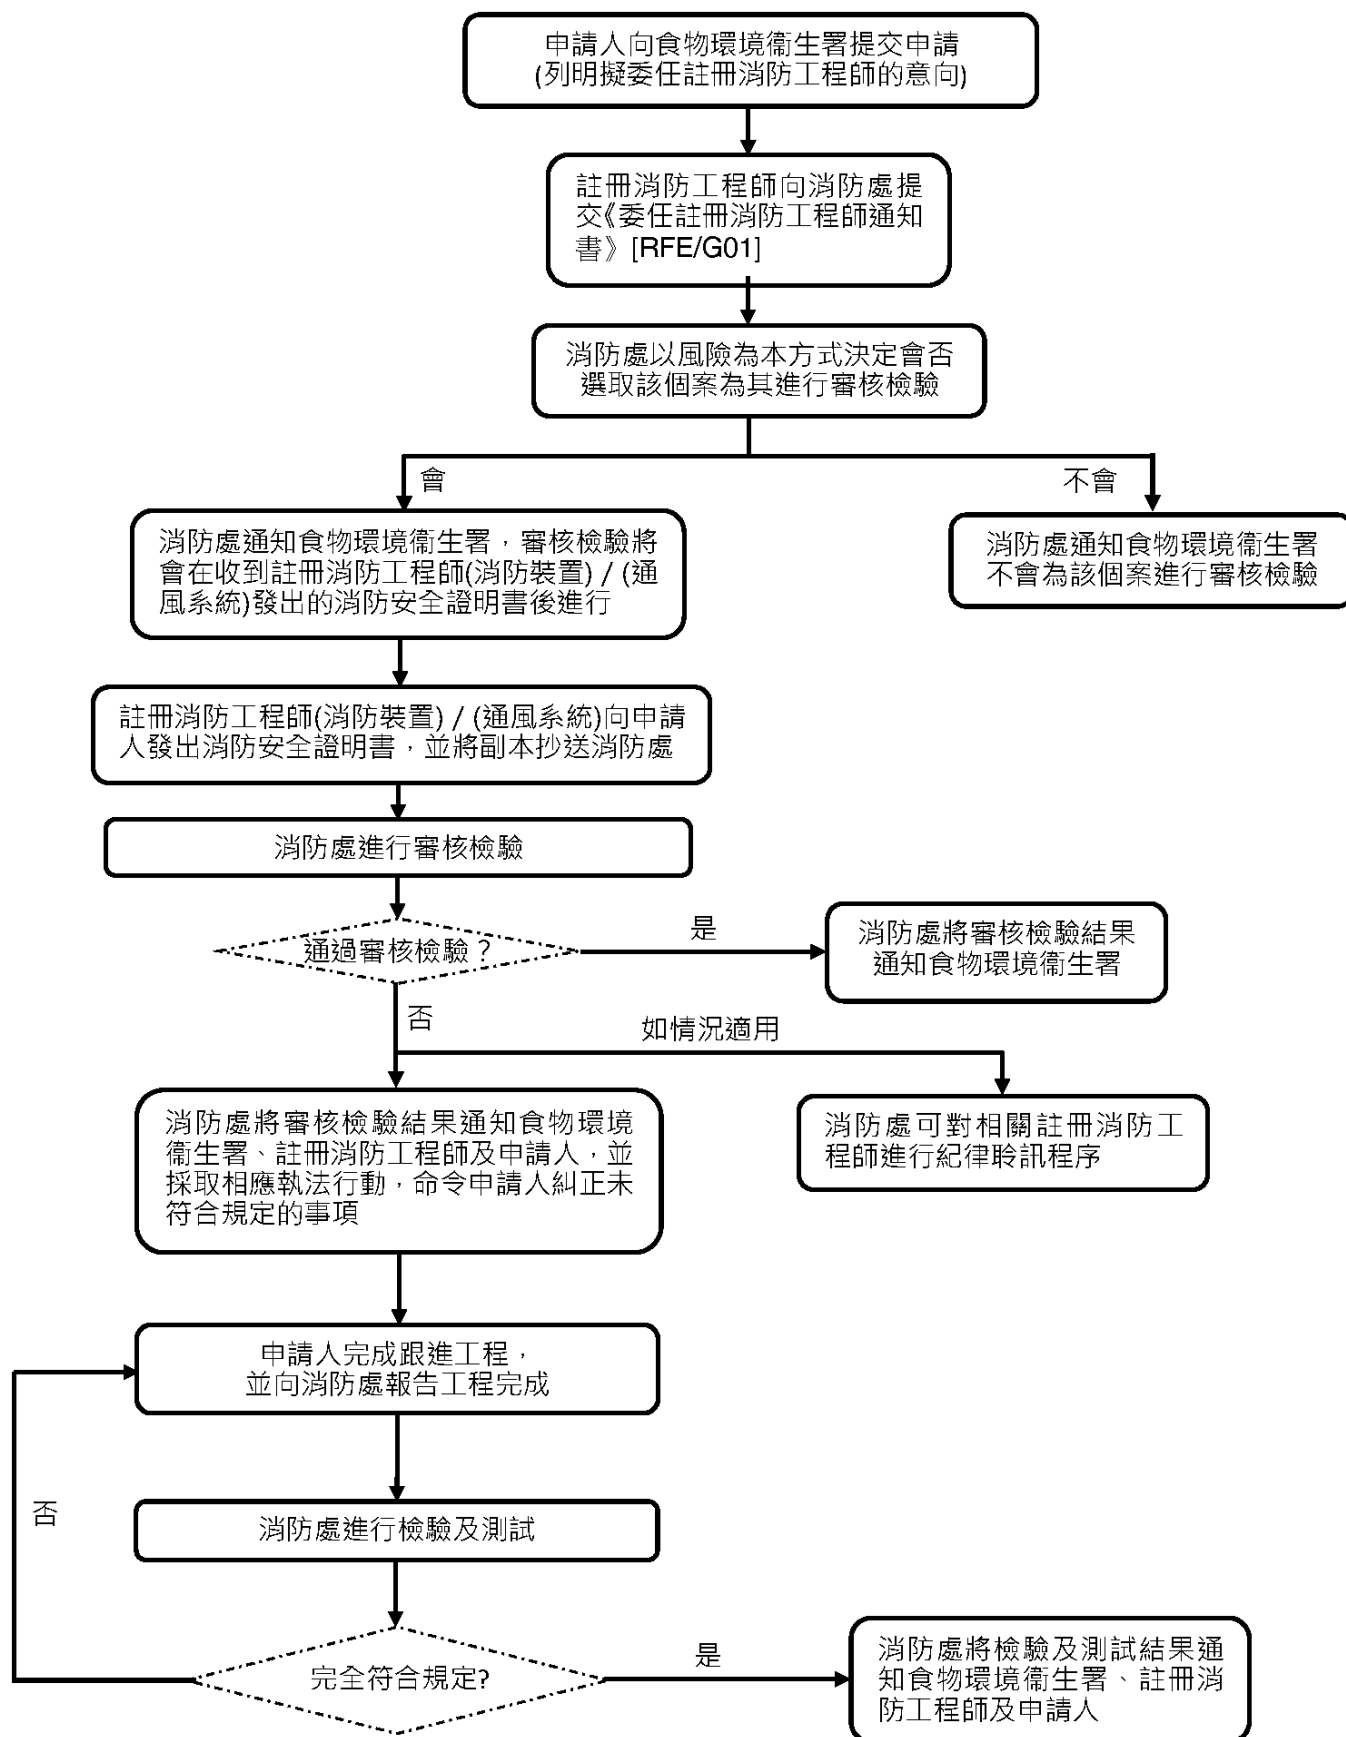 申請人向食物環境衞生署提交申請
(列明擬委任註冊消防工程師的意向)
註冊消防工程師向消防處提
交《委任註冊消防工程師通知
書》[RFE/G01]
消防處以風險為本方式決定會否
選取該個案為其進行審核檢驗
會
不會
消防處通知食物環境衞生署，審核檢驗將
會在收到註冊消防工程師(消防裝置) / (通
風系統)發出的消防安全證明書後進行
消防處通知食物環境衞生署
不會為該個案進行審核檢驗
註冊消防工程師(消防裝置) / (通風系統)向申請
人發出消防安全證明書，並將副本抄送消防處
消防處進行審核檢驗
通過審核檢驗？
是
消防處將審核檢驗結果
通知食物環境衞生署
否
如情況適用
消防處將審核檢驗結果通知食物環境
衞生署、註冊消防工程師及申請人，並
採取相應執法行動，命令申請人糾正未
符合規定的事項
消防處可對相關註冊消防工
程師進行紀律聆訊程序
申請人完成跟進工程，
並向消防處報告工程完成
否
消防處進行檢驗及測試
完全符合規定?
是
消防處將檢驗及測試結果通
知食物環境衞生署、註冊消
防工程師及申請人